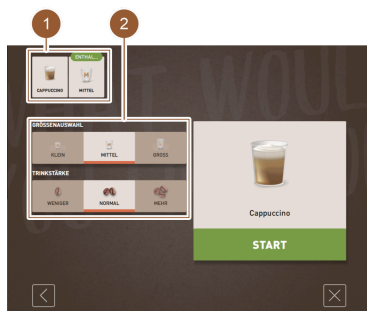 1
2
ENTHAL...
CAPPUCCINO
MITTEL
GRÖSSENAUSWAHL
KLEIN
MITTEL
GROSS
TRINKSTÄRKE
WENIGER
NORMAL
MEHR
Cappuccino
START